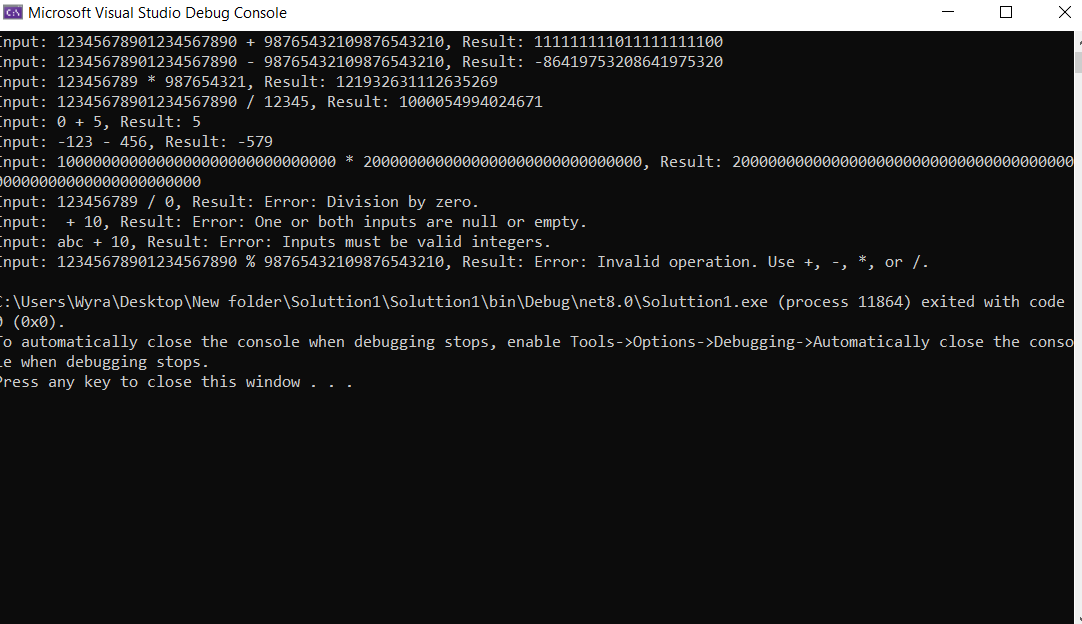 Input: 12345678901234567890 + 98765432109876543210, Result: 111111111011111111100
Input: 12345678901234567890 - 98765432109876543210, Result: -86419753208641975320
Input: 123456789 * 987654321, Result: 121932631112635269
Input: 12345678901234567890 / 12345, Result: 1000054994024671
Input: 0 + 5, Result: 5
Input: -123 - 456, Result: -579
Input: 1000000000000000000000000000000 * 2000000000000000000000000000000, Result: 20000000000000000000000000000000000000
00000000000000000000000
Input: 123456789 / 0, Result: Error: Division by zero.
Input:  + 10, Result: Error: One or both inputs are null or empty.
Input: abc + 10, Result: Error: Inputs must be valid integers.
Input: 12345678901234567890 % 98765432109876543210, Result: Error: Invalid operation. Use +, -, *, or /.
C:\Users\Wyra\Desktop\New folder\Soluttion1\Soluttion1\bin\Debug\net8.0\Soluttion1.exe (process 11864) exited with code
0 (0x0).
To automatically close the console when debugging stops, enable Tools->Options->Debugging->Automatically close the conso
le when debugging stops.
Press any key to close this window . . .
Microsoft Visual Studio Debug Console